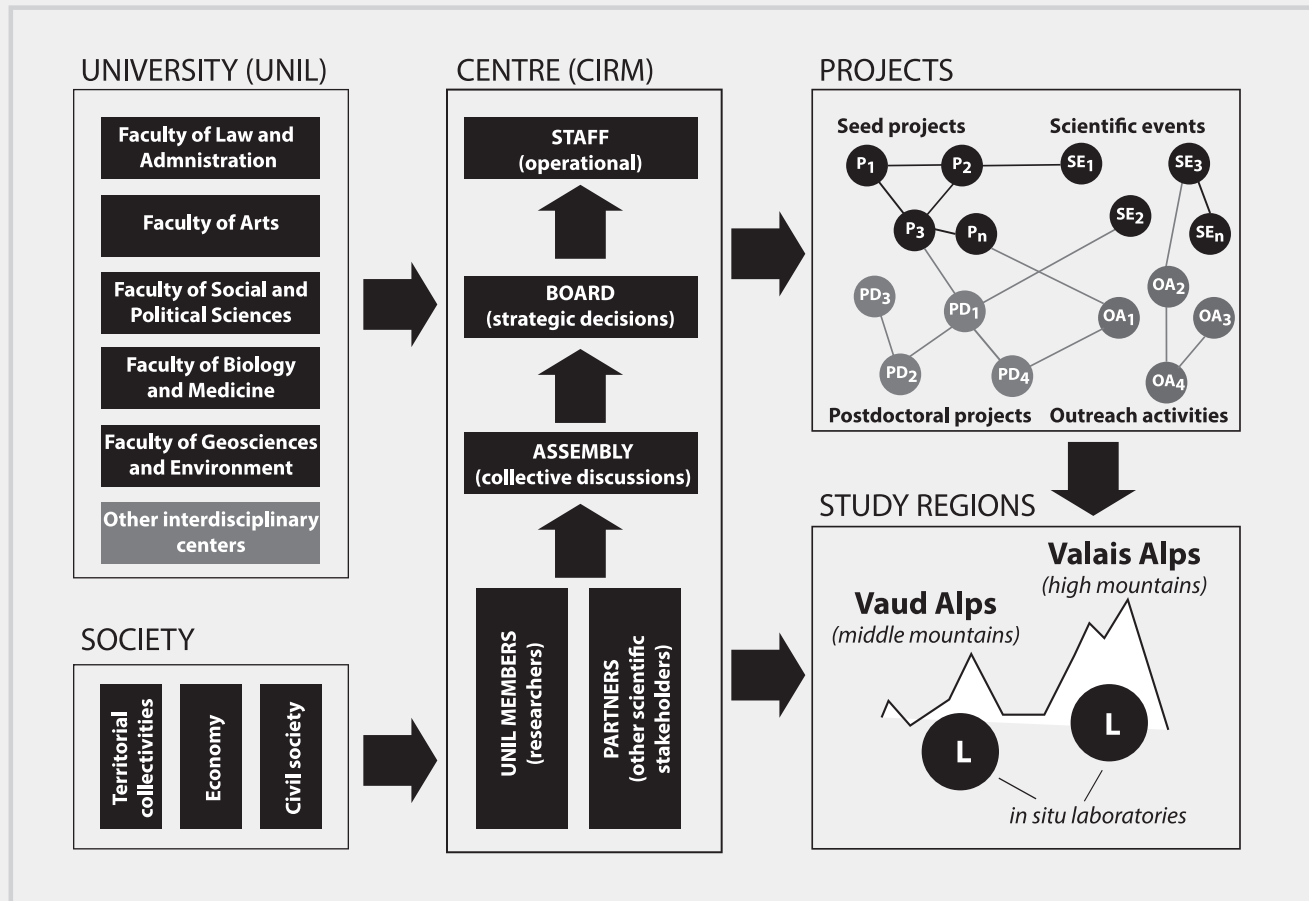 UNIVERSITY (UNIL)
Faculty of Law and
Admnistration
Faculty of Arts
Faculty of Social and
Political Sciences
Faculty of Biology
and Medicine
Faculty of Geosciences
and Environment
Other interdisciplinary
centers
SOCIETY
Territorial
collectivities
Economy
Civil society
CENTRE (CIRM)
STAFF
(operational)
BOARD
(strategic decisions)
ASSEMBLY
(collective discussions)
UNIL MEMBERS
(researchers)
PARTNERS
(other scientific
stakeholders)
PROJECTS
Seed projects
Scientific events
P1
P2
SE1
SE3
P3
Pn
SE2
SEn
PD3
PD1
OA2
OA1
OA3
PD2
PD4
OA4
Postdoctoral projects
Outreach activities
STUDY REGIONS
Valais Alps
(high mountains)
Vaud Alps
(middle mountains)
L
L
in situ laboratories